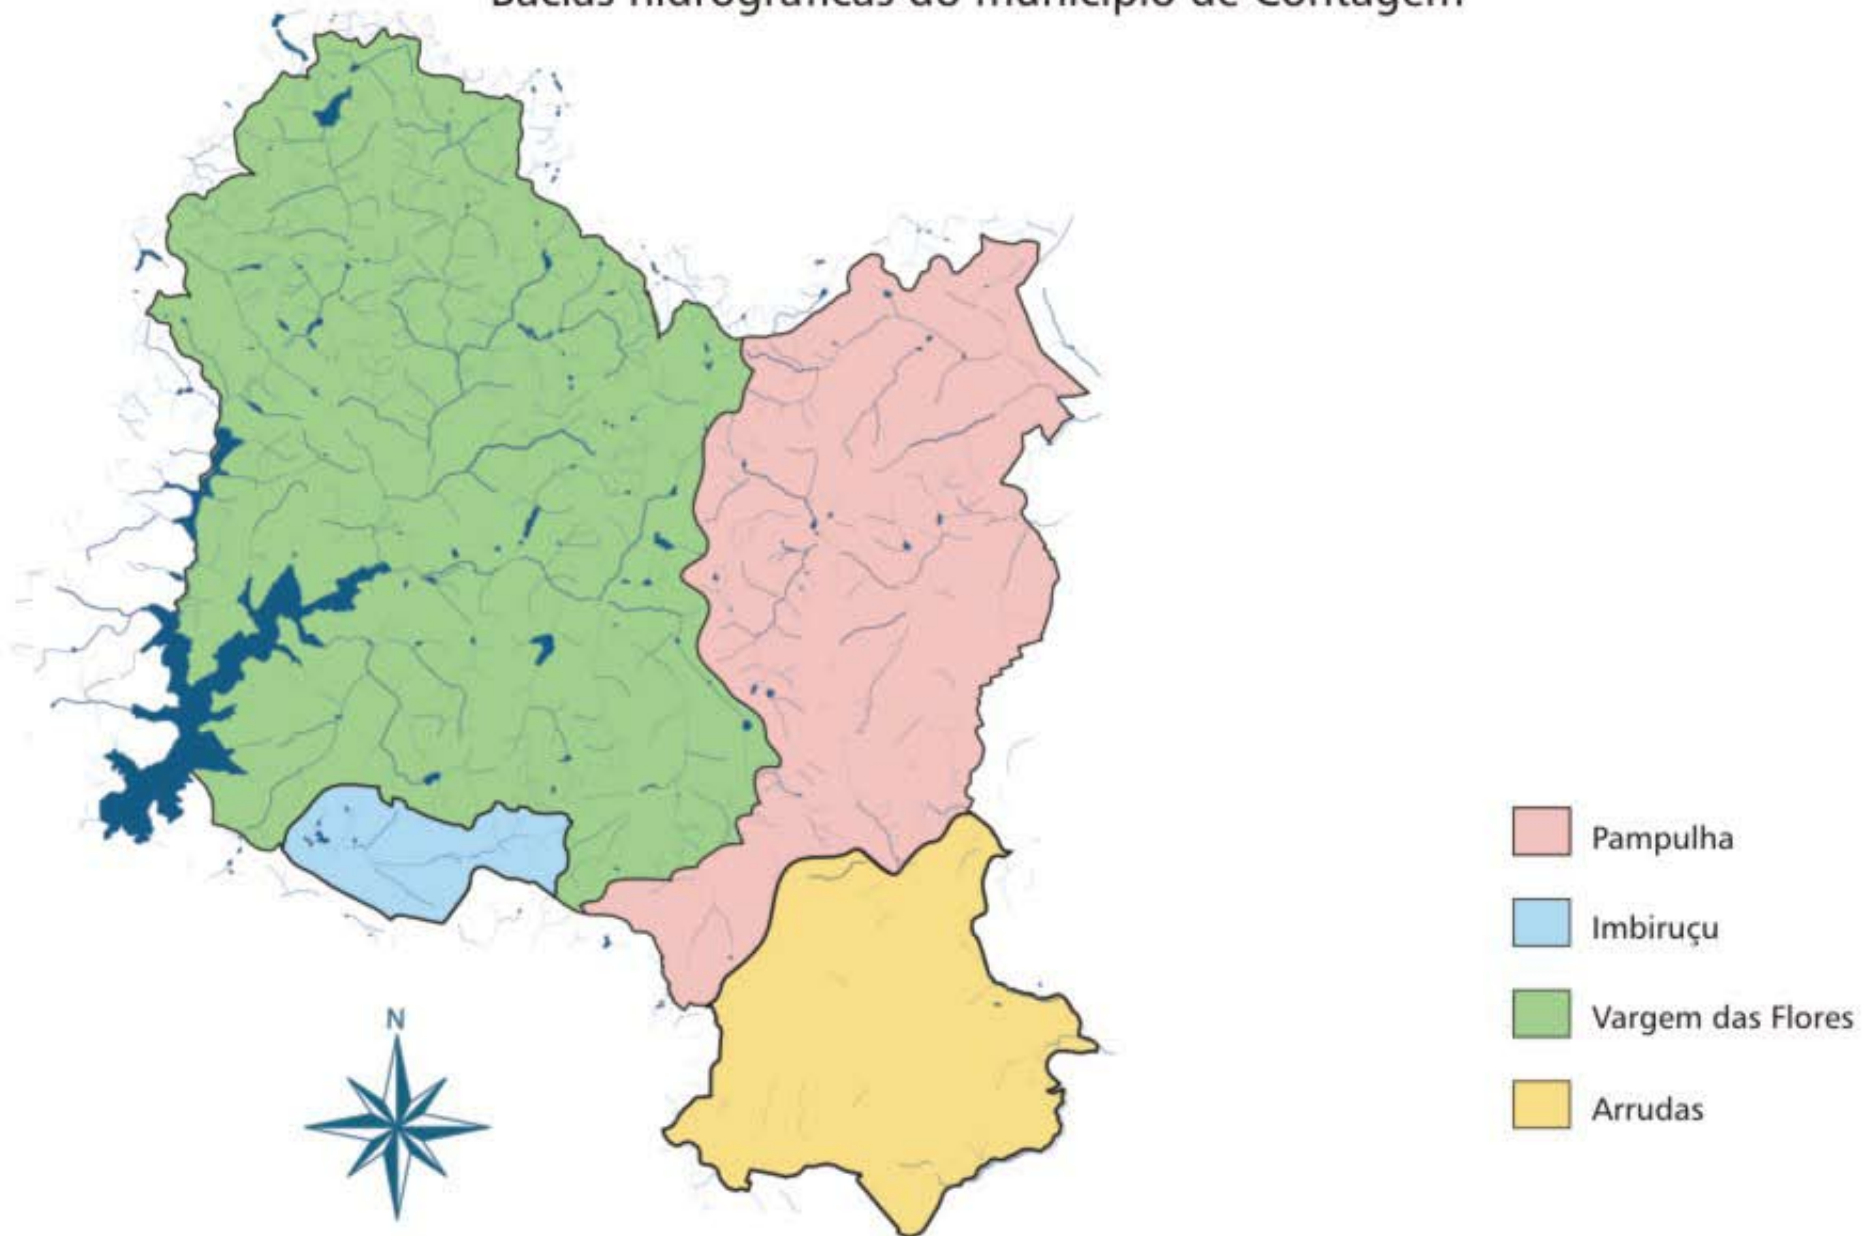 Bacias hidrográficas do município de Contagem
N
Pampulha
Imbiruçu
Vargem das Flores
Arrudas